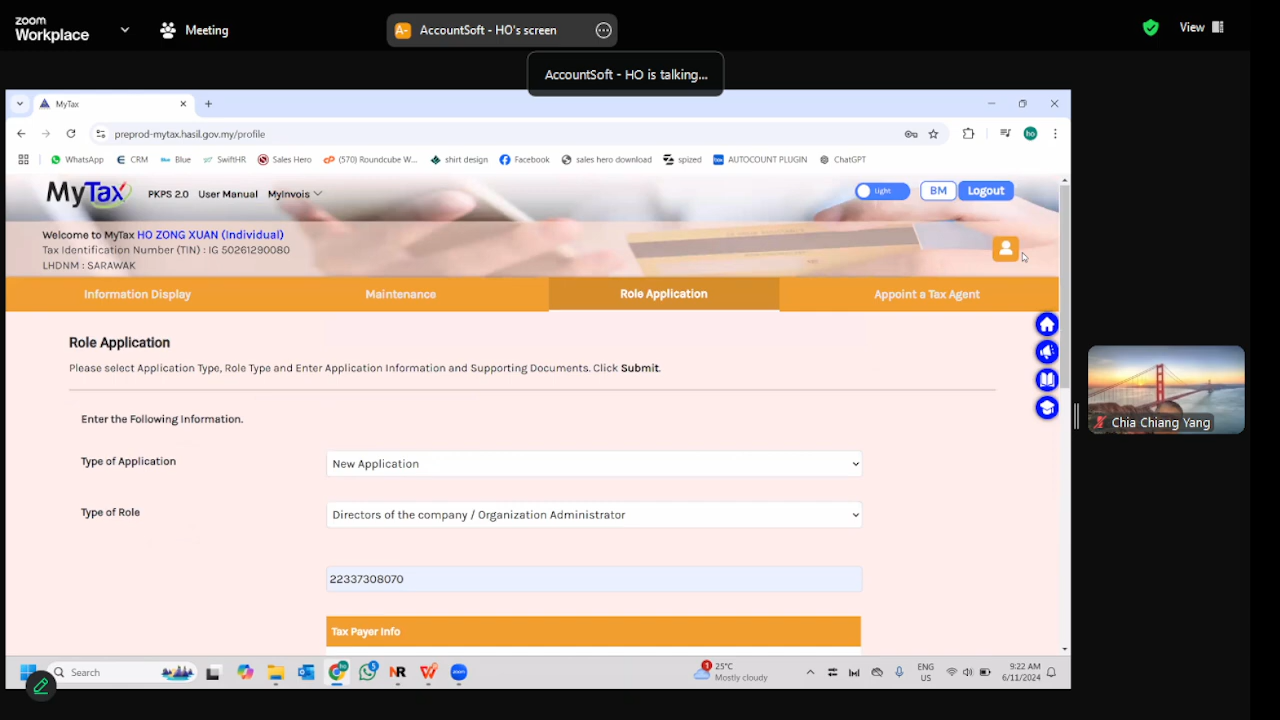 zoom
Workplace
Meeting
A-
AccountSoft - HO's screen
View
AccountSoft - HO is talking...
MyTax
preprod-mytax.hasil.gov.my/profile
ho
WhatsApp
CRM
Blue
SwiftHR
Sales Hero
(570) Roundcube W...
shirt design
Facebook
sales hero download
spized
AUTOCOUNT PLUGIN
ChatGPT
MyTax
PKPS 2.0
User Manual
MyInvois
Light
BM
Logout
Welcome to MyTax HO ZONG XUAN (Individual)
Tax Identification Number (TIN) : IG 50261290080
LHDNM : SARAWAK
Information Display
Maintenance
Role Application
Appoint a Tax Agent
Role Application
Please select Application Type, Role Type and Enter Application Information and Supporting Documents. Click Submit.
Enter the Following Information.
Type of Application
New Application
Type of Role
Directors of the company / Organization Administrator
22337308070
Tax Payer Info
Chia Chiang Yang
Search
5
NR
zoom
1
25°C
Mostly cloudy
ENG
US
9:22 AM
6/11/2024